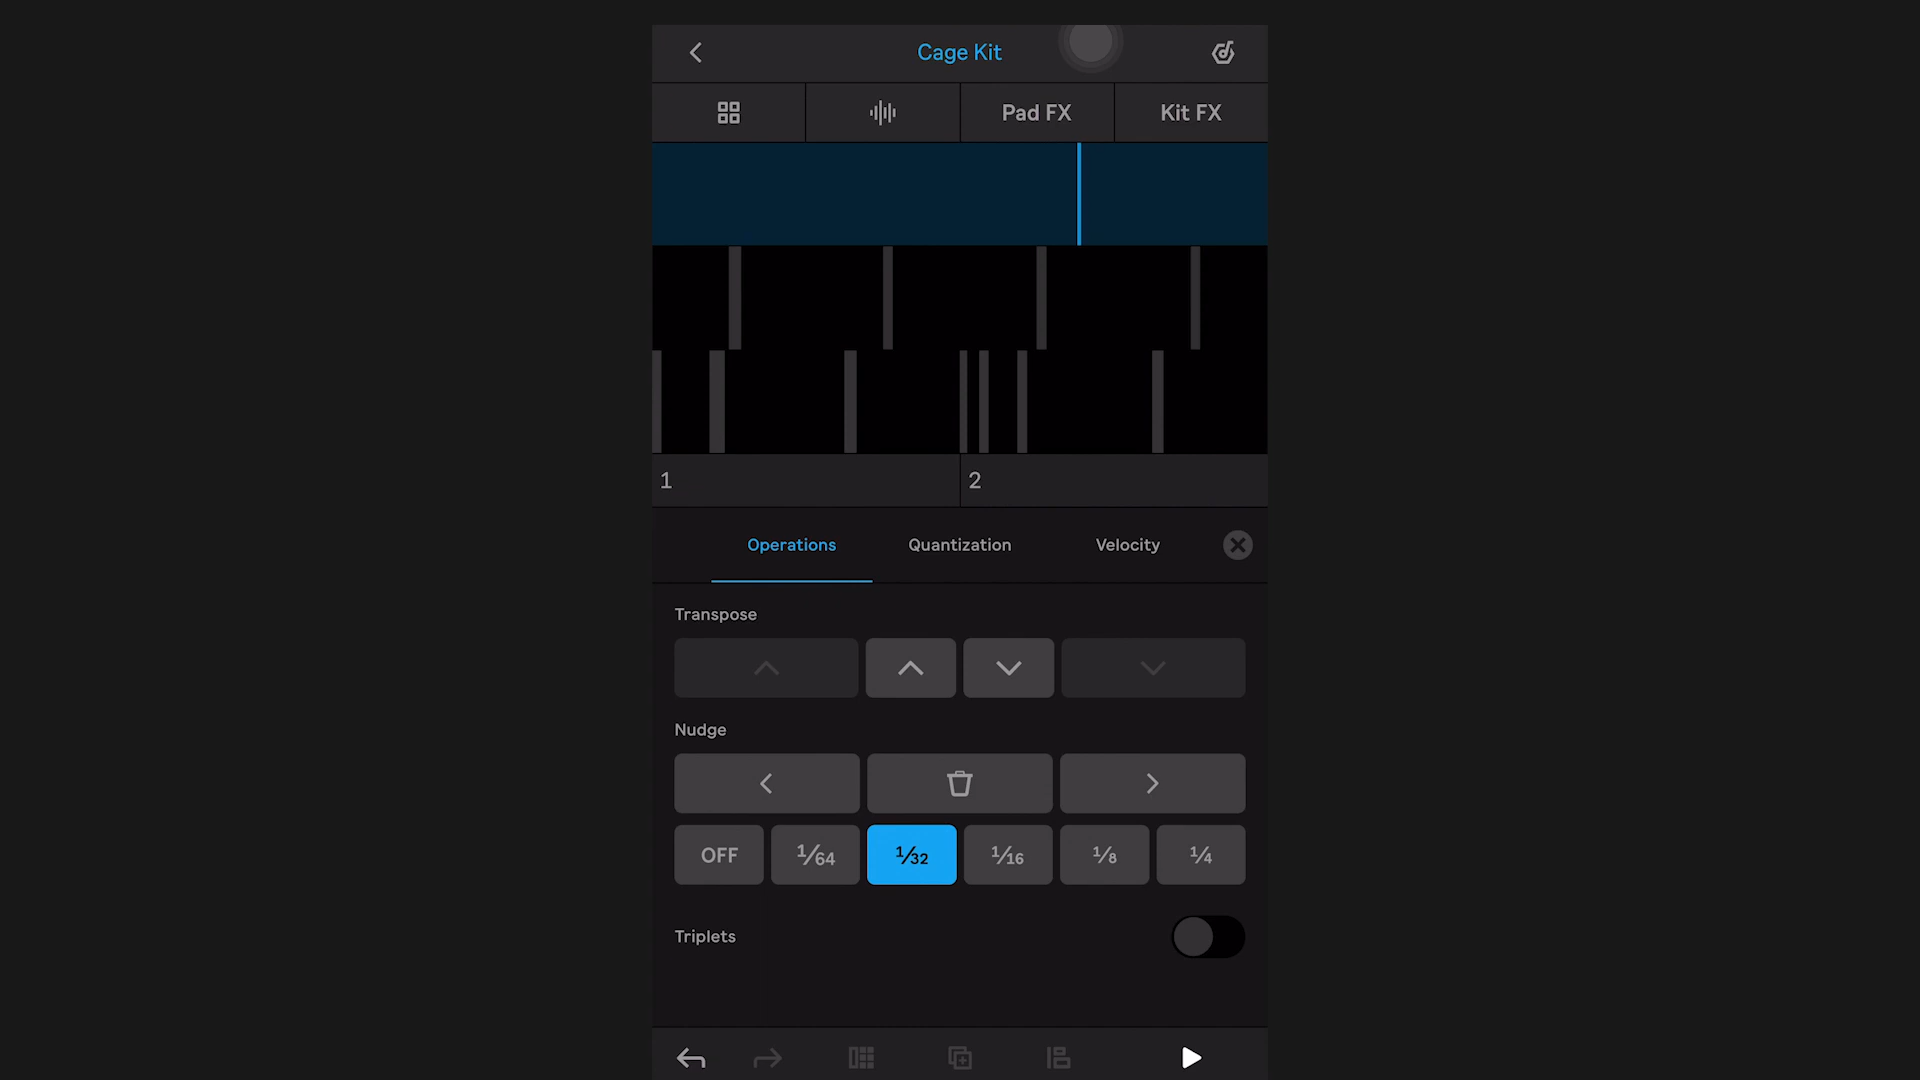 Cage Kit
Pad FX
Kit FX
1
2
Operations
Quantization
Velocity
Transpose
Nudge
OFF
1/64
1/32
1/16
1/8
1/4
Triplets